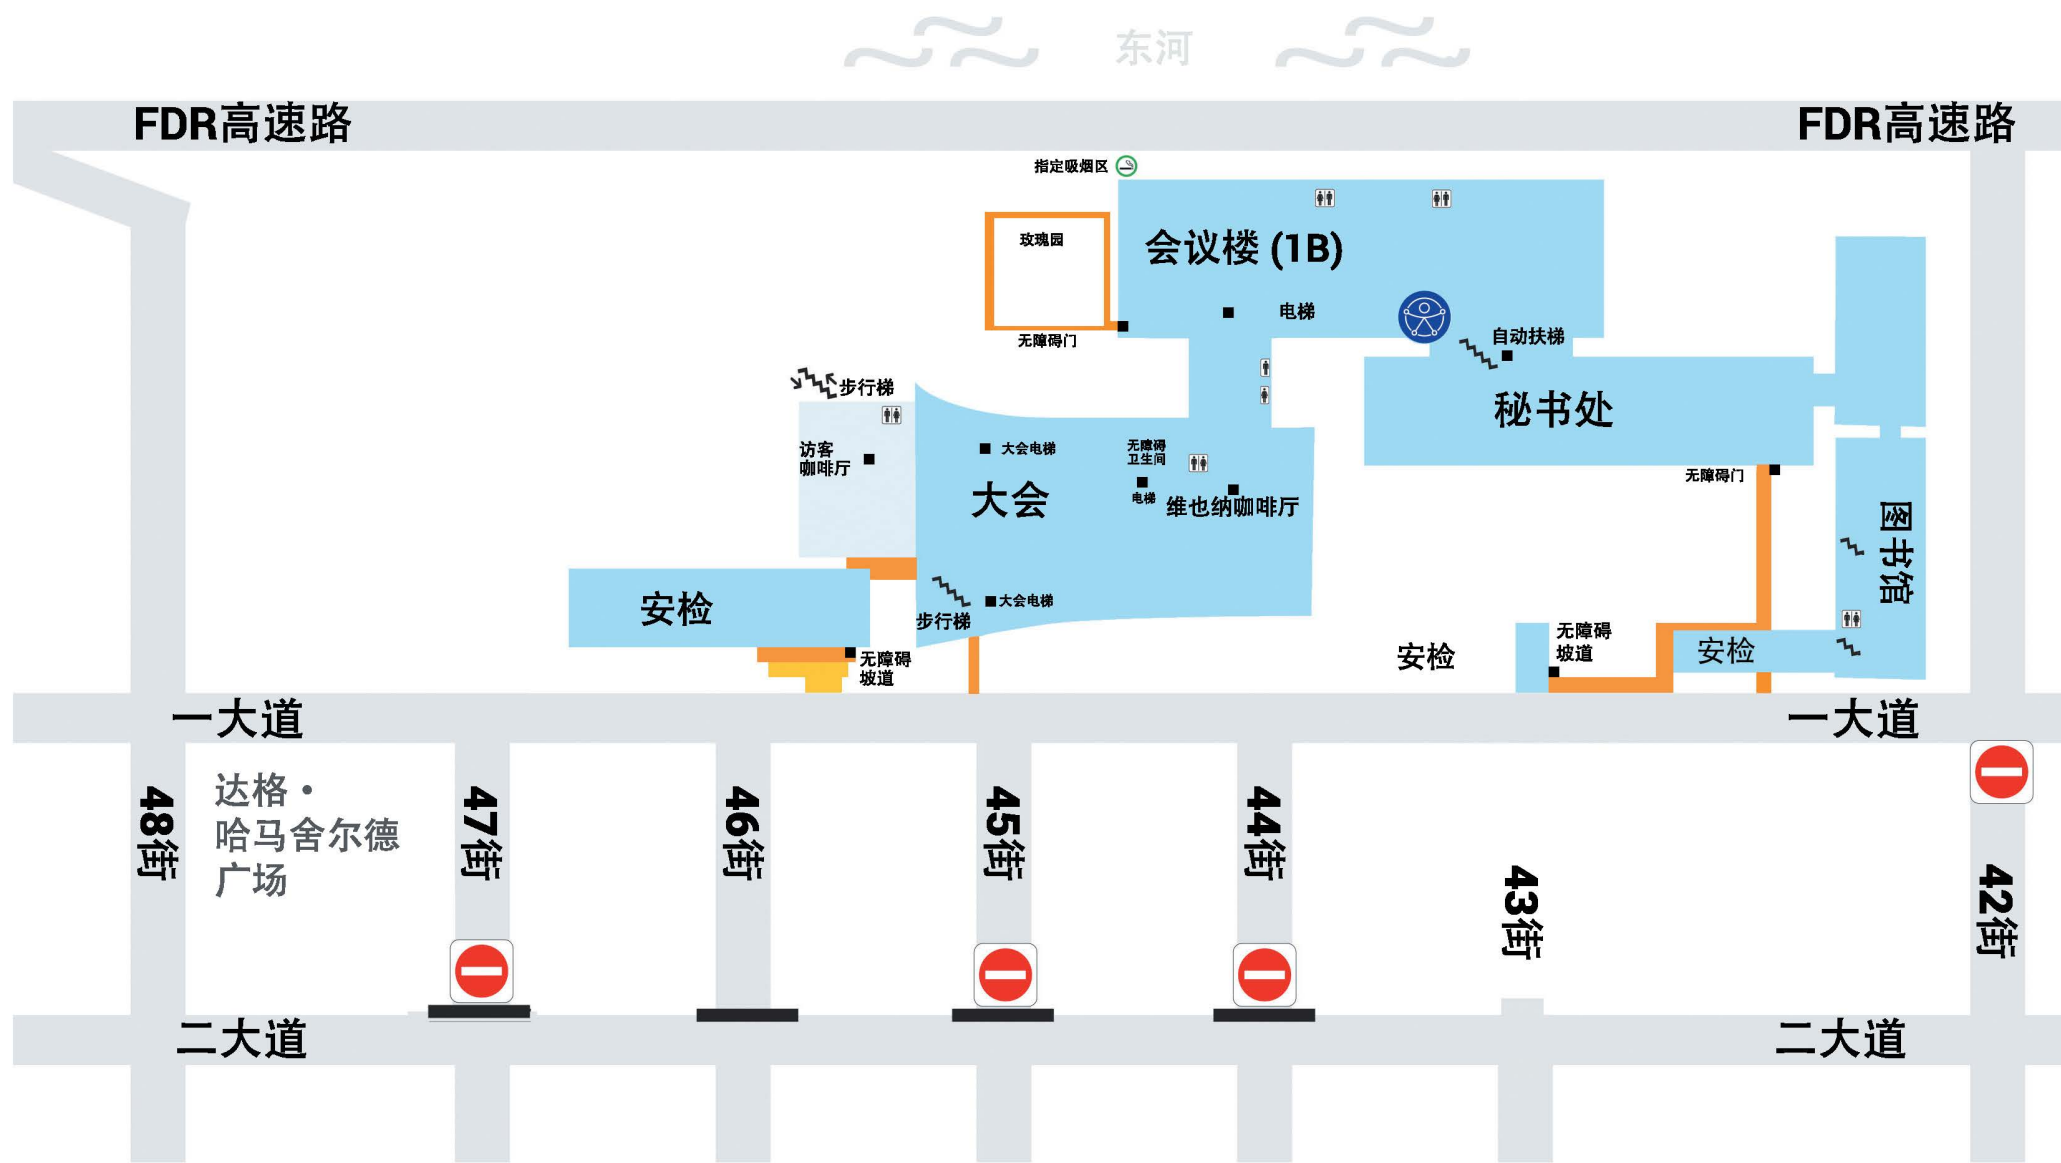 东河
FDR高速路
FDR高速路
指定吸烟区
玫瑰园
会议楼 (1B)
电梯
无障碍门
自动扶梯
步行梯
秘书处
访客
咖啡厅
大会电梯
无障碍
卫生间
电梯
大会
维也纳咖啡厅
无障碍门
图书馆
安检
大会电梯
步行梯
无障碍
坡道
安检
无障碍
坡道
安检
一大道
一大道
达格·
哈马舍尔德
广场
48街
47街
46街
45街
44街
43街
42街
二大道
二大道